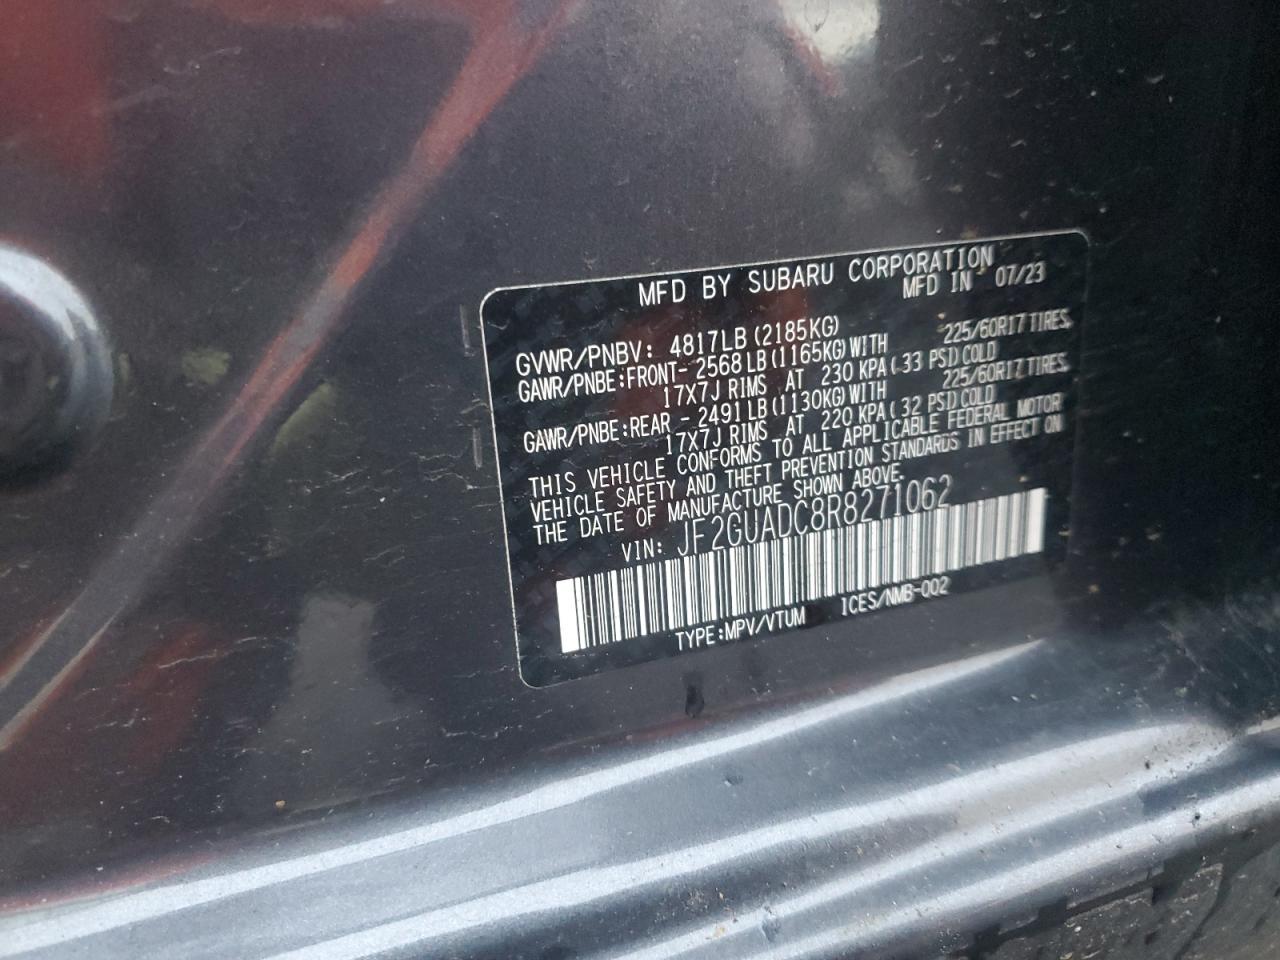 MFD BY SUBARU CORPORATION
MFD IN 07/23
GVWR/PNBV: 4817LB(2185KG)
GAWR/PNBE:FRONT- 2568LB(1165KG)WITH 225/60R17TIRES,
17X7J RIMS AT 230 KPA(33 PSI)COLD
GAWR/PNBE:REAR - 2491LB(1130KG)WITH 225/60R17TIRES,
17X7J RIMS AT 220 KPA(32 PSI)COLD
THIS VEHICLE CONFORMS TO ALL APPLICABLE FEDERAL MOTOR
VEHICLE SAFETY AND THEFT PREVENTION STANDARDS IN EFFECT ON
THE DATE OF MANUFACTURE SHOWN ABOVE.
VIN: JF2GUADC8R8271062
TYPE:MPV/VTUM ICES/NMB-002